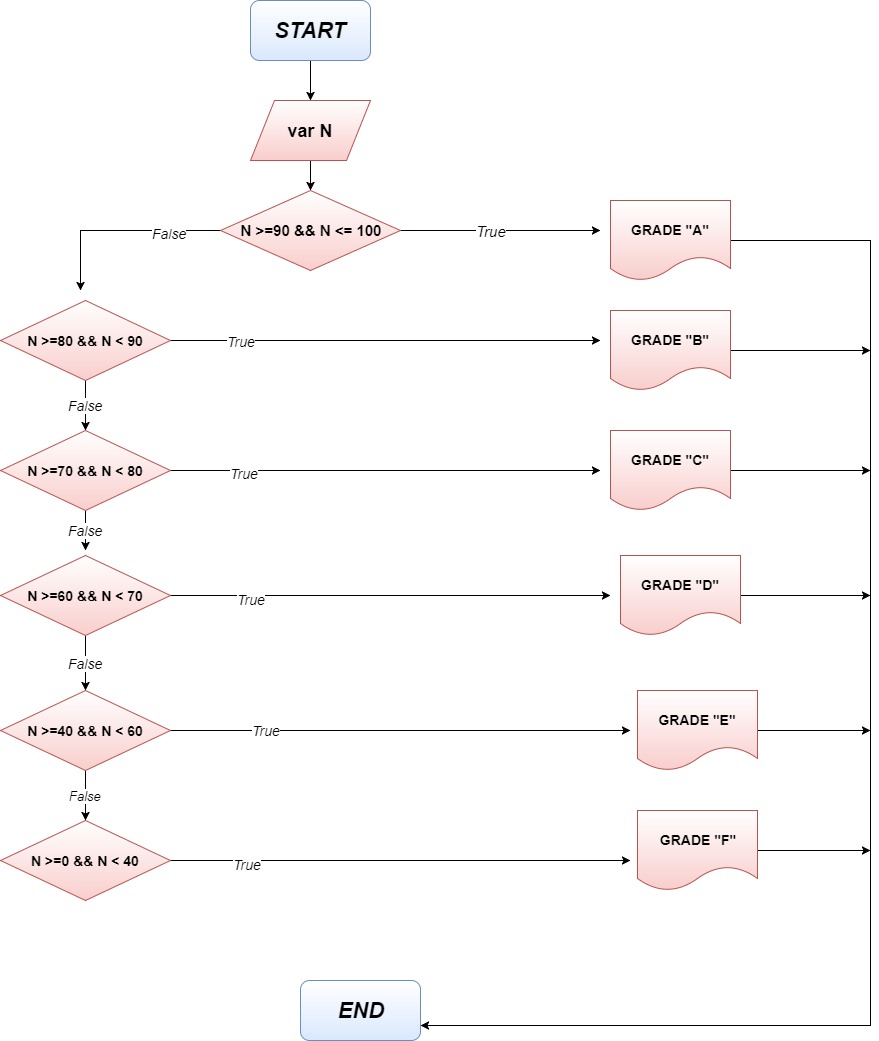 START
var N
N >=90 && N <= 100
False
True
GRADE "A"
N >=80 && N < 90
True
GRADE "B"
False
N >=70 && N < 80
True
GRADE "C"
False
N >=60 && N < 70
True
GRADE "D"
False
N >=40 && N < 60
True
GRADE "E"
False
N >=0 && N < 40
True
GRADE "F"
END